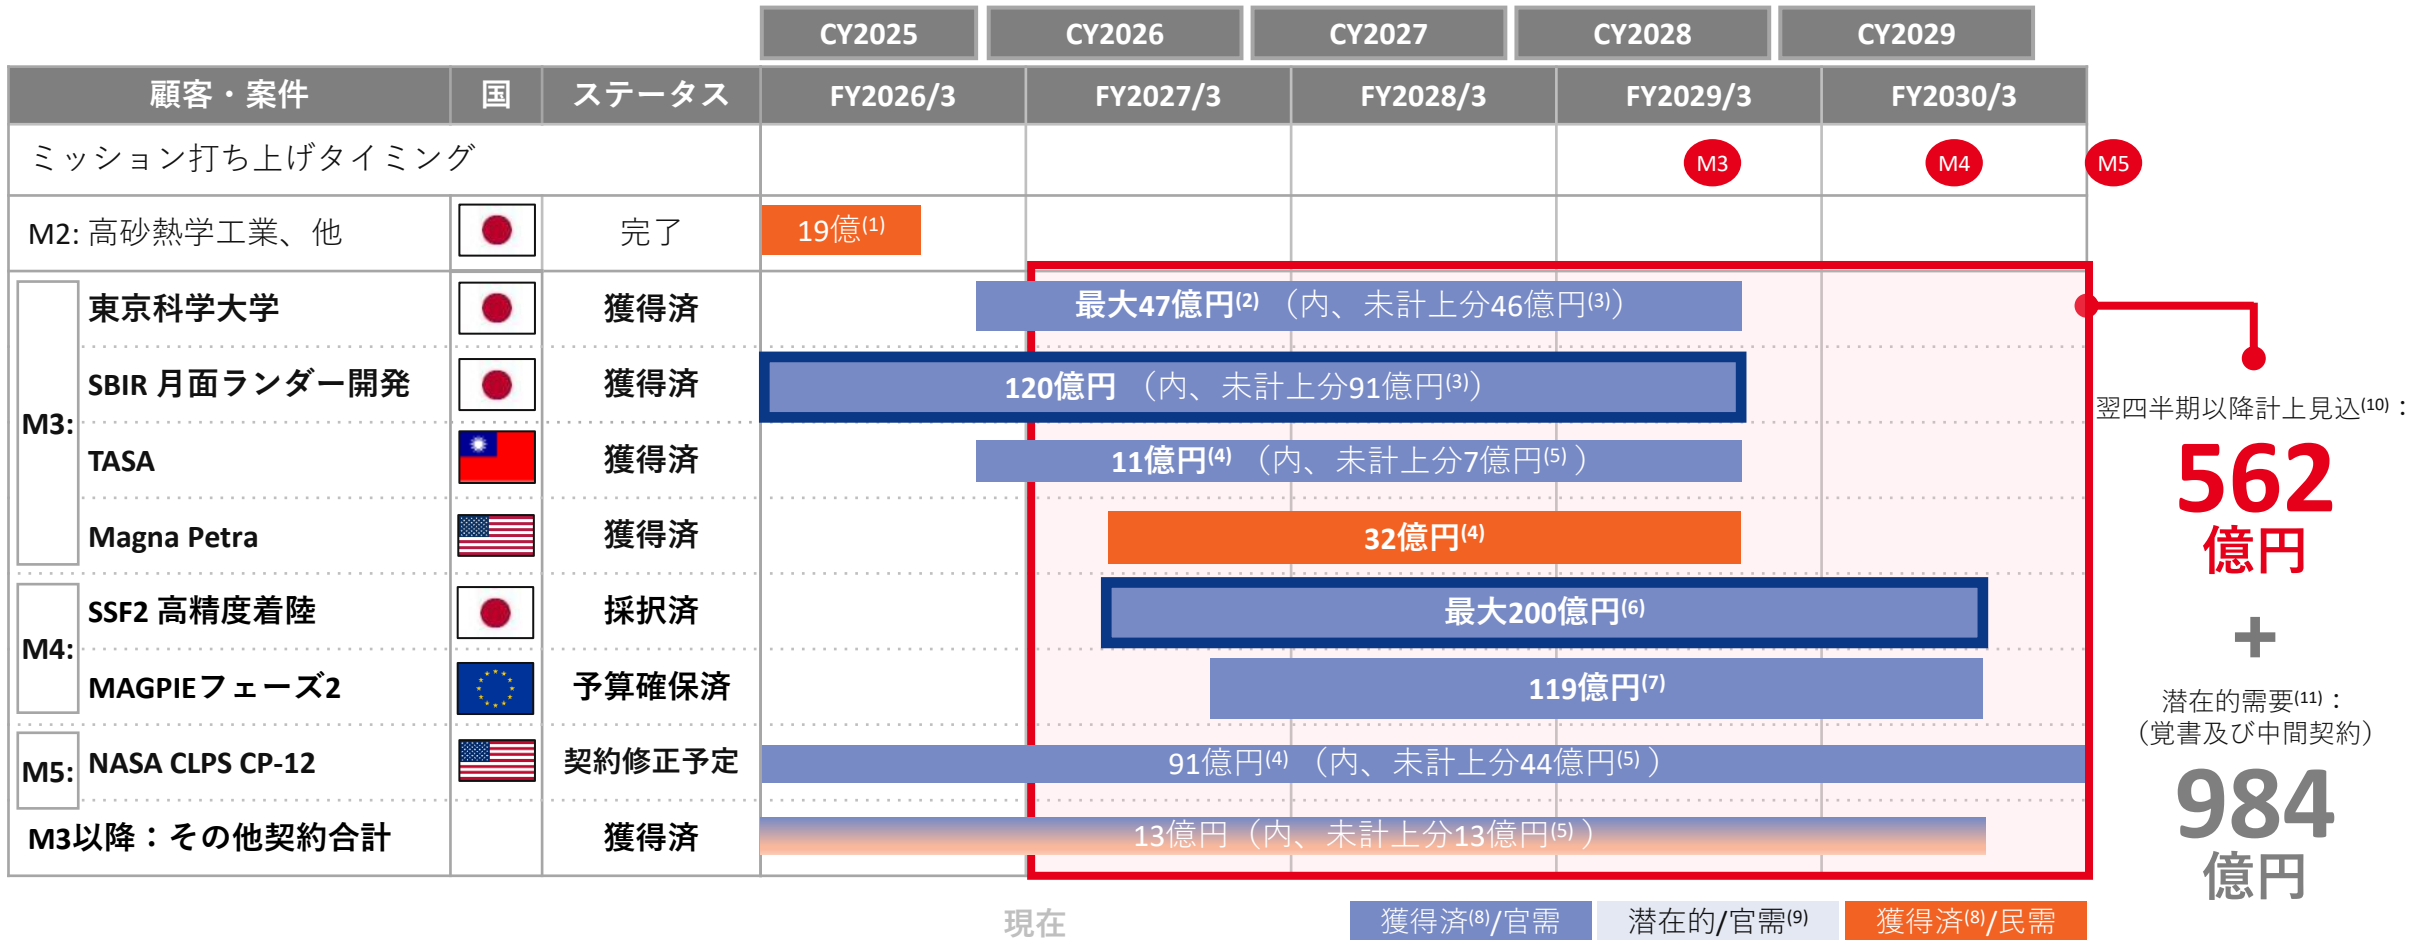 CY2025 CY2026 CY2027 CY2028 CY2029
顧客・案件 国 ステータス FY2026/3 FY2027/3 FY2028/3 FY2029/3 FY2030/3
ミッション打ち上げタイミング M3 M4 M5
M2: 高砂熱学工業、他 完了 19億(1)
M3:
東京科学大学 獲得済 最大47億円(2) （内、未計上分46億円(3)）
SBIR 月面ランダー開発 獲得済 120億円 （内、未計上分91億円(3)）
TASA 獲得済 11億円(4) （内、未計上分7億円(5) ）
Magna Petra 獲得済 32億円(4)
M4:
SSF2 高精度着陸 採択済 最大200億円(6)
MAGPIEフェーズ2 予算確保済 119億円(7)
M5: NASA CLPS CP-12 契約修正予定 91億円(4) （内、未計上分44億円(5) ）
M3以降：その他契約合計 獲得済 13億円（内、未計上分13億円(5) ）
翌四半期以降計上見込(10)：
562
億円
+
潜在的需要(11)：
（覚書及び中間契約）
984
億円
現在 獲得済(8)/官需 潜在的/官需(9) 獲得済(8)/民需